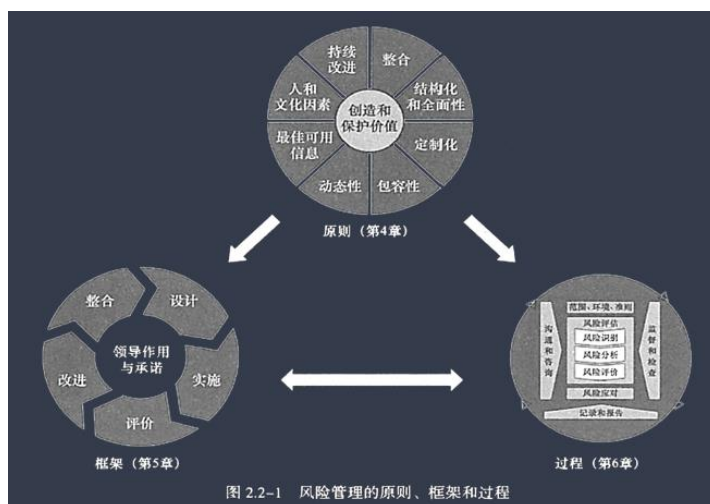 持续
改进
整合
人和
文化因素
结构化
和全面性
创造和
保护价值
最佳可用
信息
定制化
动态性
包容性
原则（第4章）
整合
设计
领导作用
与承诺
改进
实施
评价
框架（第5章）
范围、环境、准则
风险评估
风险识别
风险分析
风险评价
沟通和咨询
监督和检查
风险应对
记录和报告
过程（第6章）
图 2.2-1 风险管理的原则、框架和过程